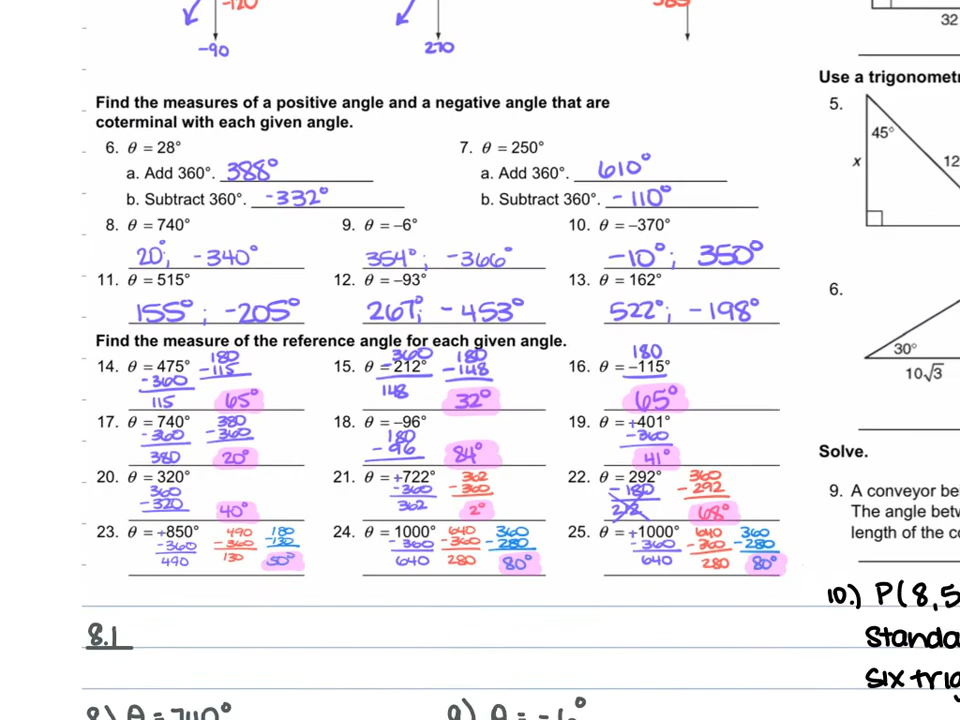 -120
-90
270
32
Find the measures of a positive angle and a negative angle that are
coterminal with each given angle.
6. θ = 28°
a. Add 360°. 388°
b. Subtract 360°. -332°
7. θ = 250°
a. Add 360°. 610°
b. Subtract 360°. -110°
8. θ = 740°
20°; -340°
9. θ = –6°
354°; -366°
10. θ = –370°
-10°; 350°
11. θ = 515°
155°; -205°
12. θ = –93°
267°; -453°
13. θ = 162°
522°; -198°
Find the measure of the reference angle for each given angle.
14. θ = 475°
-360
115
180
-115
65°
15. θ = –212°
-360
148
180
-148
32°
16. θ = –115°
180
65°
17. θ = 740°
-360
380
380
-360
20°
18. θ = –96°
180
-96
84°
19. θ = +401°
-360
41°
20. θ = 320°
360
-320
40°
21. θ = +722°
-360
362
362
-360
2°
22. θ = 292°
-180
360
-292
68°
23. θ = +850°
-360
490
490
-360
130
180
-130
50°
24. θ = 1000°
-360
640
640
-360
280
360
-280
80°
25. θ = +1000°
-360
640
640
-360
280
360
-280
80°
Use a trigonomet
5.
45°
x
12
6.
30°
10√3
Solve.
9. A conveyor be
The angle betw
length of the co
10.) P(8,5
Standa
six trig
8.1
8) θ = 740°
9) θ = -6°